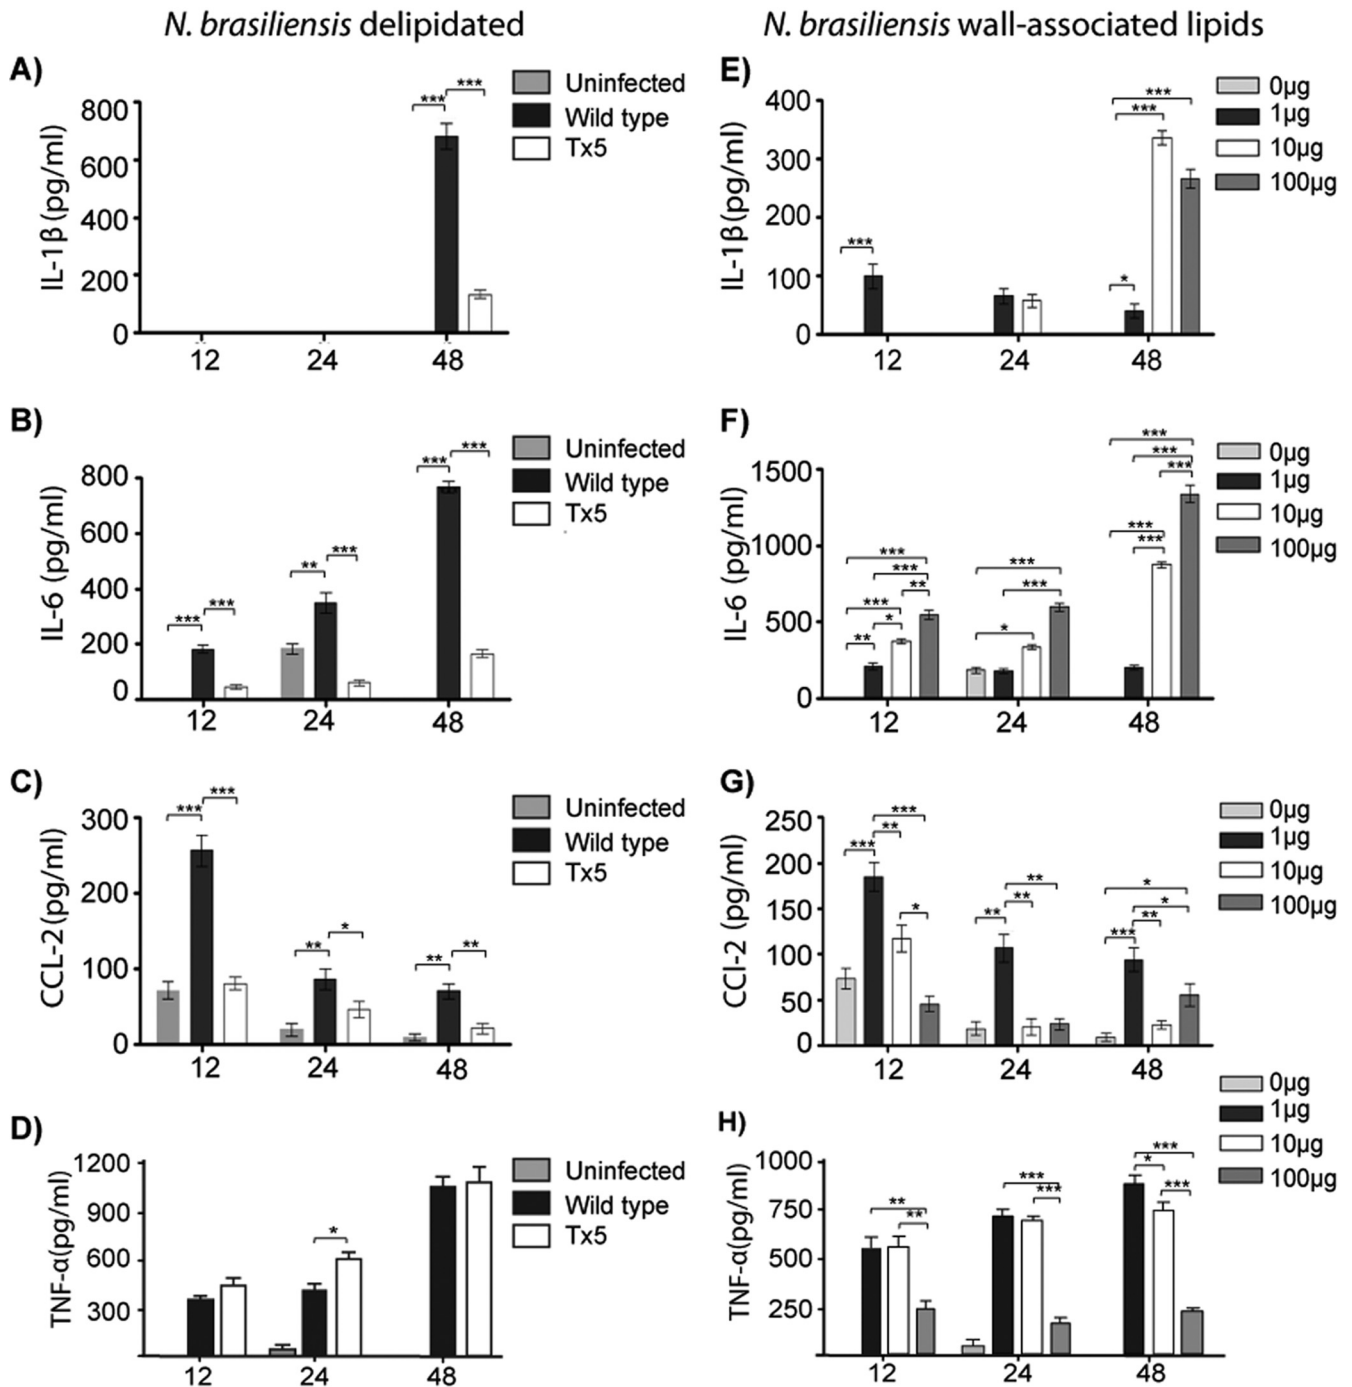 N. brasiliensis delipidated
N. brasiliensis wall-associated lipids
A)
IL-1β(pg/ml)
800
600
400
200
0
12 24 48
*** ***
Uninfected
Wild type
Tx5
E)
IL-1β(pg/ml)
400
300
200
100
0
12 24 48
***
*
***
***
0µg
1µg
10µg
100µg
B)
IL-6 (pg/ml)
800
600
400
200
0
12 24 48
*** ***
** ***
*** ***
Uninfected
Wild type
Tx5
F)
IL-6 (pg/ml)
1500
1000
500
0
12 24 48
***
***
**
***
*
**
***
***
*
***
***
***
***
***
0µg
1µg
10µg
100µg
C)
CCL-2(pg/ml)
300
200
100
0
12 24 48
*** ***
** *
** **
Uninfected
Wild type
Tx5
G)
CCl-2 (pg/ml)
250
200
150
100
50
0
12 24 48
***
**
***
*
**
**
**
*
*
**
***
0µg
1µg
10µg
100µg
D)
TNF-α(pg/ml)
1200
900
600
300
12 24 48
*
Uninfected
Wild type
Tx5
H)
TNF-α(pg/ml)
1000
750
500
250
12 24 48
**
**
***
***
***
*
***
0µg
1µg
10µg
100µg